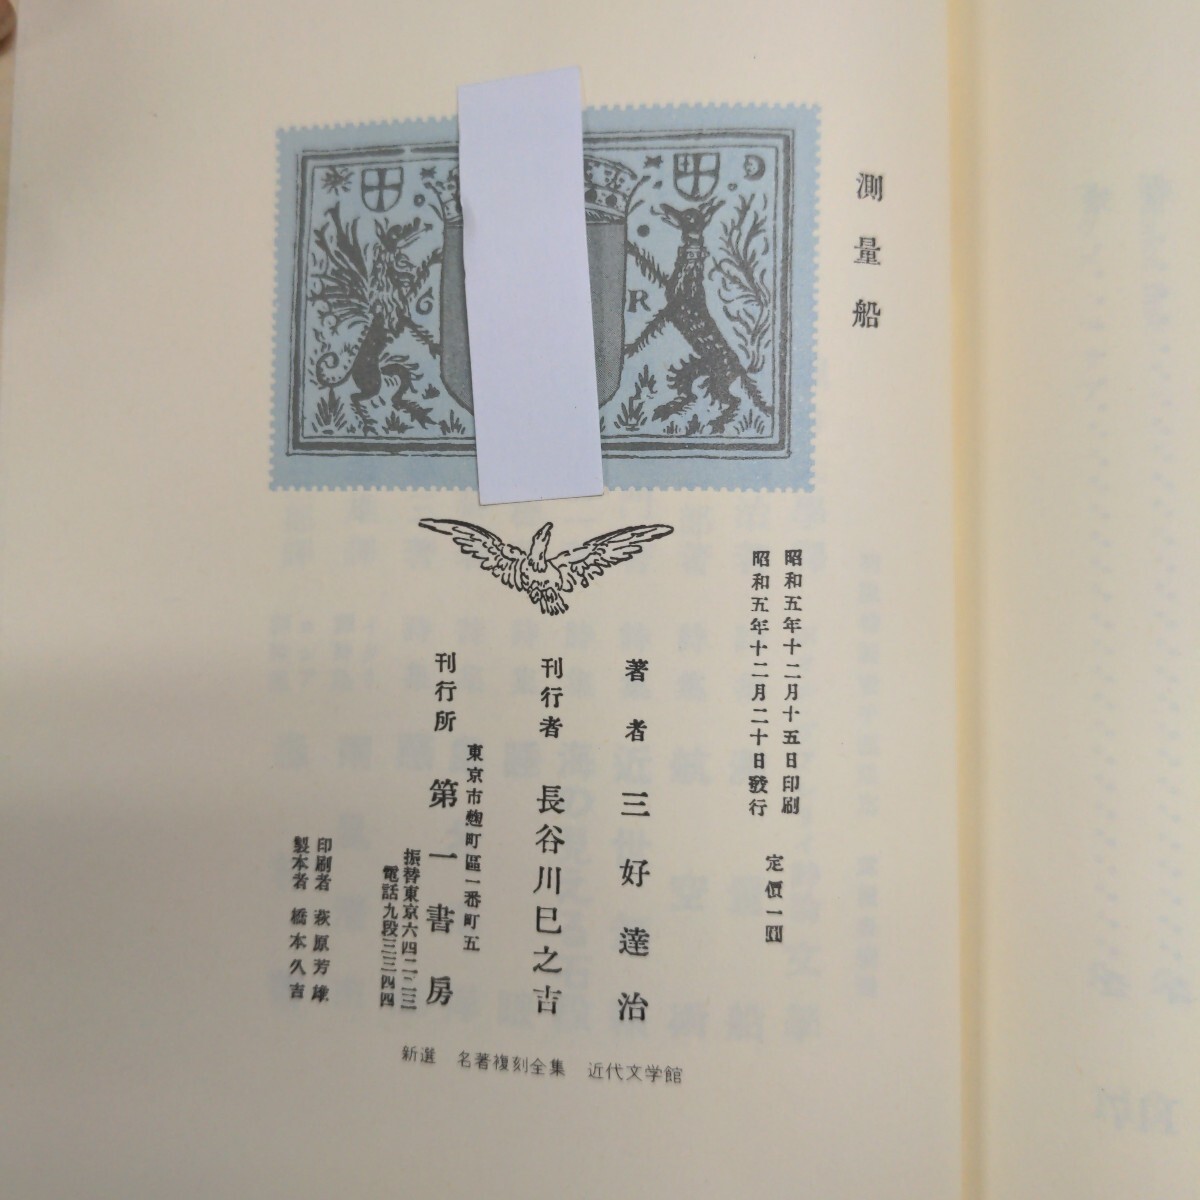 測量船
昭和五年十二月十五日印刷
昭和五年十二月二十日發行
定價一圓
著者 三好達治
刊行者 長谷川巳之吉
東京市麴町區一番町五
刊行所 第一書房
振替東京六四二二三
電話九段三三四四
印刷者 萩原芳雄
製本者 橋本久吉
新選 名著複刻全集 近代文学館
6
R